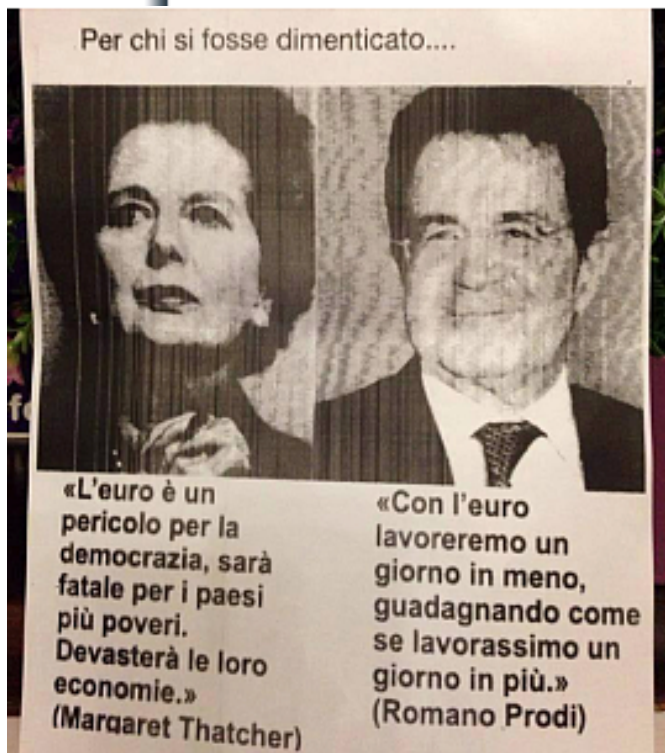 Per chi si fosse dimenticato....
«L'euro è un
pericolo per la
democrazia, sarà
fatale per i paesi
più poveri.
Devasterà le loro
economie.»
(Margaret Thatcher)
«Con l'euro
lavoreremo un
giorno in meno,
guadagnando come
se lavorassimo un
giorno in più.»
(Romano Prodi)